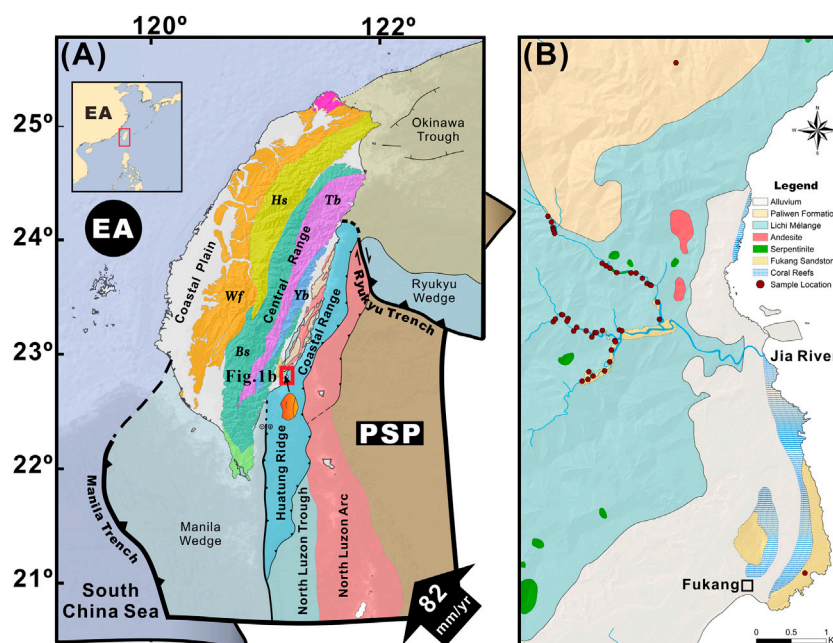 120º
122º
(A)
25º
24º
23º
22º
21º
EA
EA
Okinawa
Trough
Hs
Tb
Coastal Plain
Central Range
Wf
Yb
Bs
Coastal Range
Ryukyu Trench
Ryukyu
Wedge
Fig.1b
PSP
Huatung Ridge
North Luzon Trough
North Luzon Arc
Manila Trench
Manila
Wedge
South
China Sea
82
mm/yr
(B)
N
W
E
S
Legend
Alluvium
Paliwen Formation
Lichi Mélange
Andesite
Serpentinite
Fukang Sandston
Coral Reefs
Sample Location
Jia River
Fukang
0
0.5
1
K